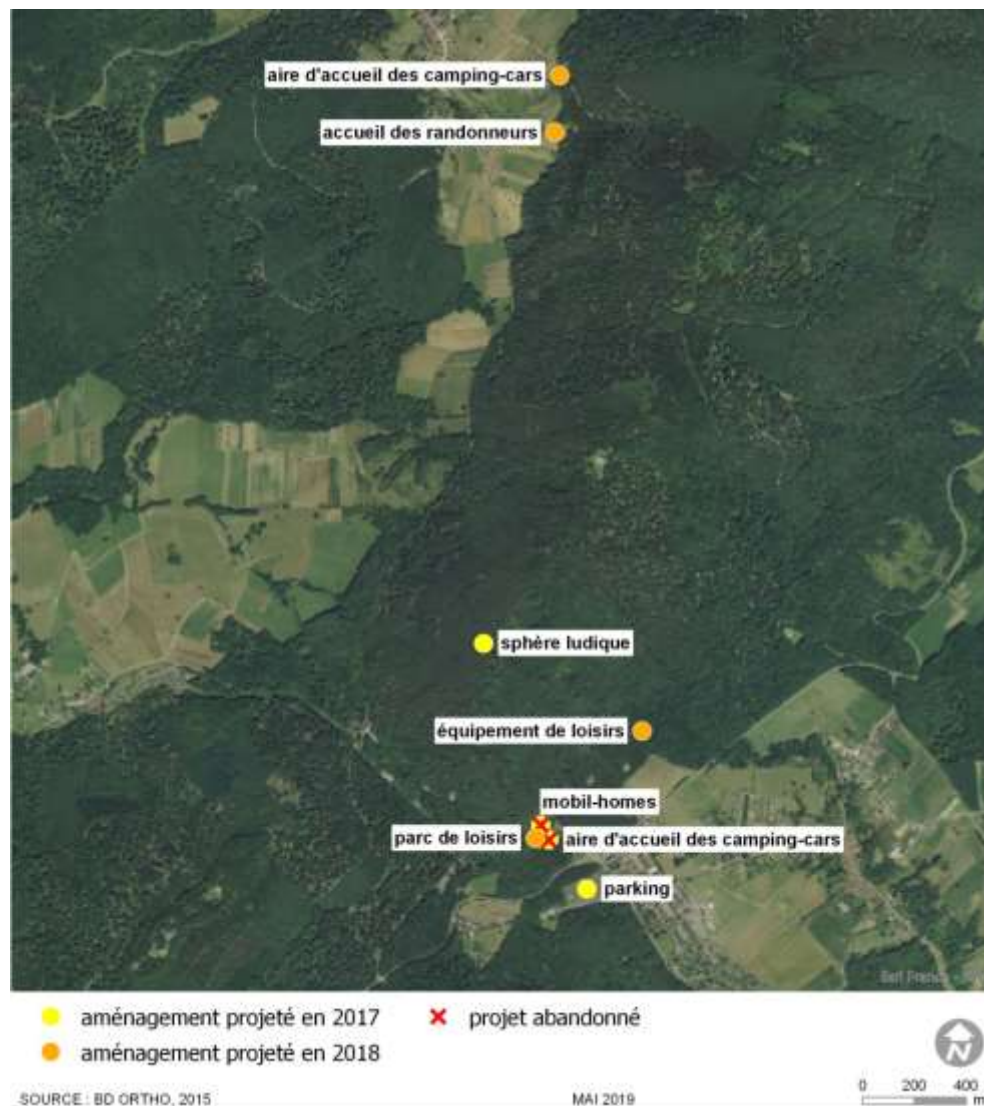 aire d'accueil des camping-cars
accueil des randonneurs
sphère ludique
équipement de loisirs
mobil-homes
parc de loisirs
aire d'accueil des camping-cars
parking
aménagement projeté en 2017
projet abandonné
aménagement projeté en 2018
N
SOURCE : BD ORTHO, 2015
MAI 2019
0 200 400
m